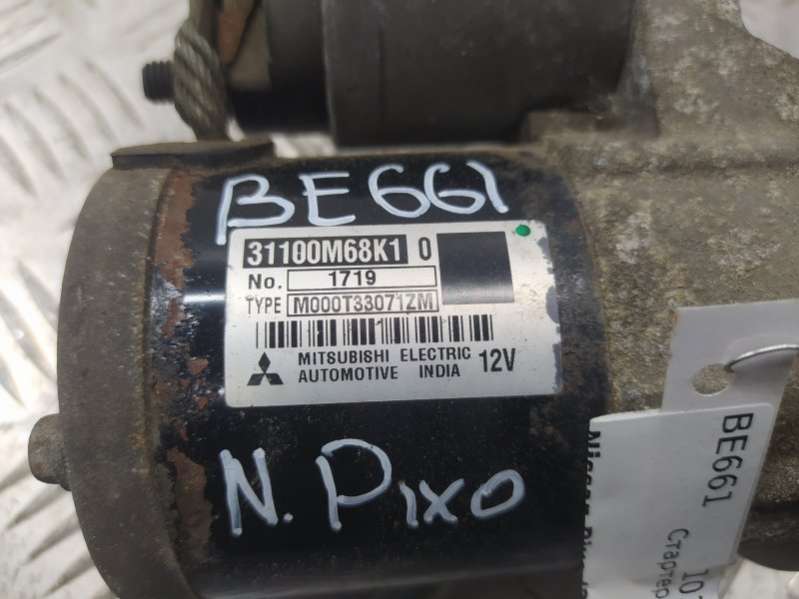 BE661
31100M68K1 0
No. 1719
TYPE M000T33071ZM
MITSUBISHI ELECTRIC
AUTOMOTIVE INDIA 12V
N. Pixo
BE661
Стартер